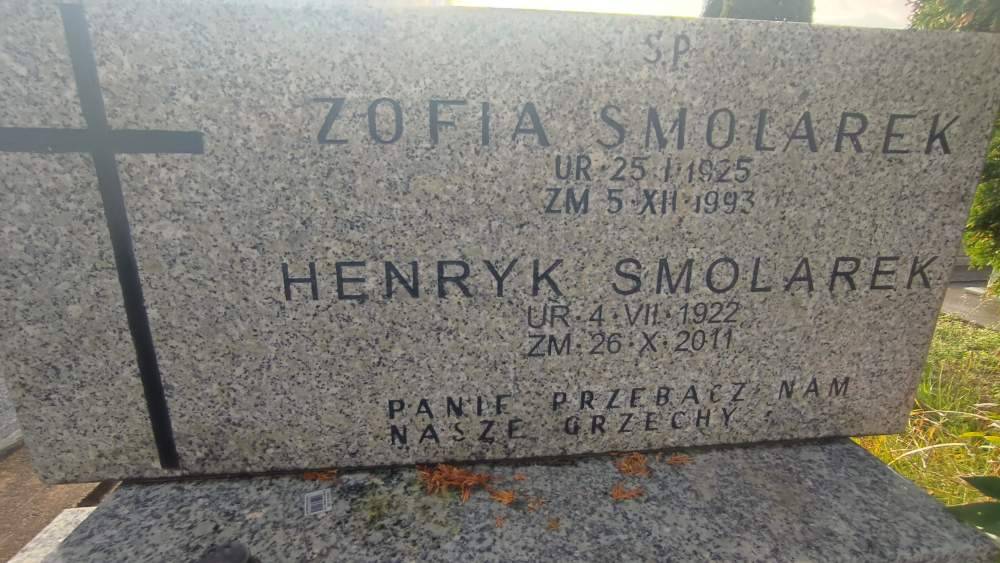 Ś.P.
ZOFIA SMOLAREK
UR · 25 · I · 1925
ZM · 5 · XII · 1993
HENRYK SMOLAREK
UR · 4 · VII · 1922
ZM · 26 · X · 2011
PANIE PRZEBACZ NAM
NASZE GRZECHY